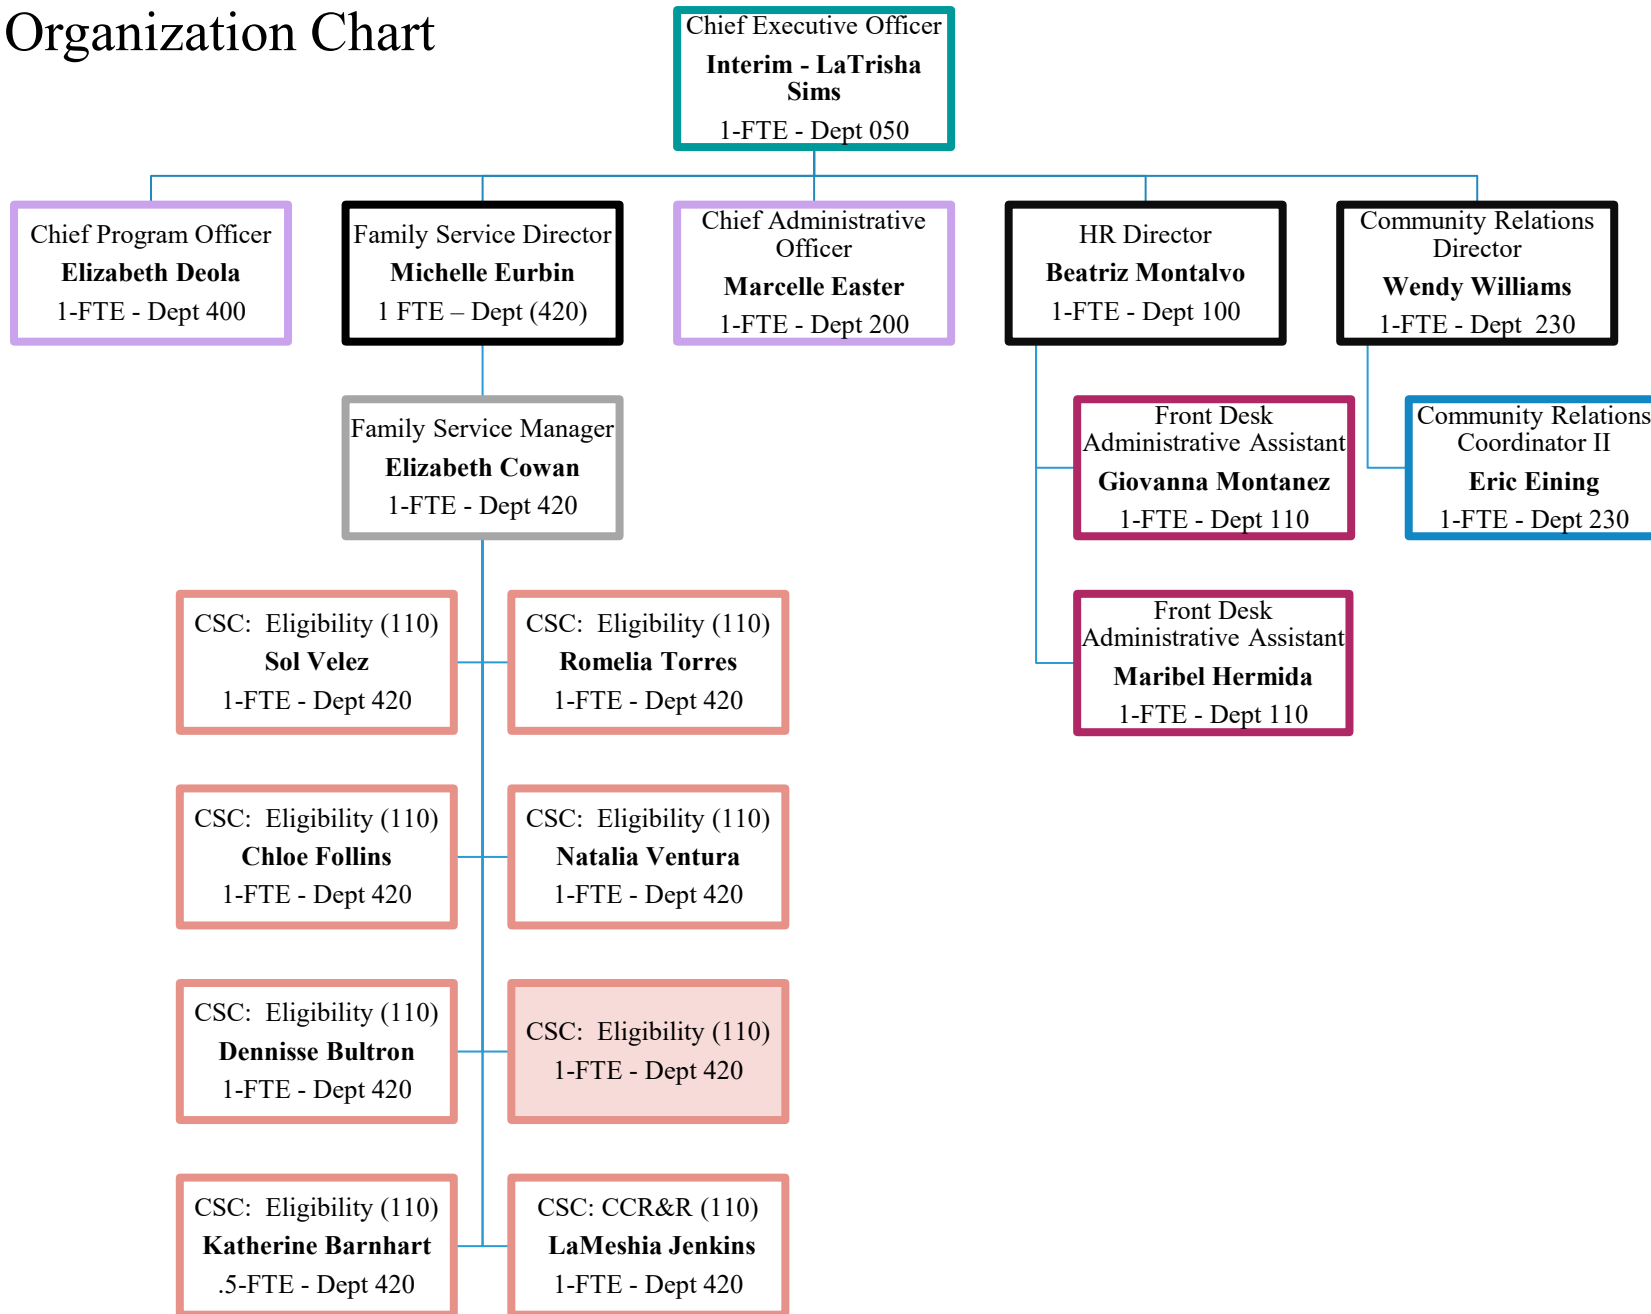 Organization Chart
Chief Executive Officer
Interim - LaTrisha
Sims
1-FTE - Dept 050
Chief Program Officer
Elizabeth Deola
1-FTE - Dept 400
Family Service Director
Michelle Eurbin
1 FTE – Dept (420)
Chief Administrative
Officer
Marcelle Easter
1-FTE - Dept 200
HR Director
Beatriz Montalvo
1-FTE - Dept 100
Community Relations
Director
Wendy Williams
1-FTE - Dept  230
Family Service Manager
Elizabeth Cowan
1-FTE - Dept 420
Front Desk
Administrative Assistant
Giovanna Montanez
1-FTE - Dept 110
Community Relations
Coordinator II
Eric Eining
1-FTE - Dept 230
CSC:  Eligibility (110)
Sol Velez
1-FTE - Dept 420
CSC:  Eligibility (110)
Romelia Torres
1-FTE - Dept 420
Front Desk
Administrative Assistant
Maribel Hermida
1-FTE - Dept 110
CSC:  Eligibility (110)
Chloe Follins
1-FTE - Dept 420
CSC:  Eligibility (110)
Natalia Ventura
1-FTE - Dept 420
CSC:  Eligibility (110)
Dennisse Bultron
1-FTE - Dept 420
CSC:  Eligibility (110)
1-FTE - Dept 420
CSC:  Eligibility (110)
Katherine Barnhart
.5-FTE - Dept 420
CSC: CCR&R (110)
LaMeshia Jenkins
1-FTE - Dept 420